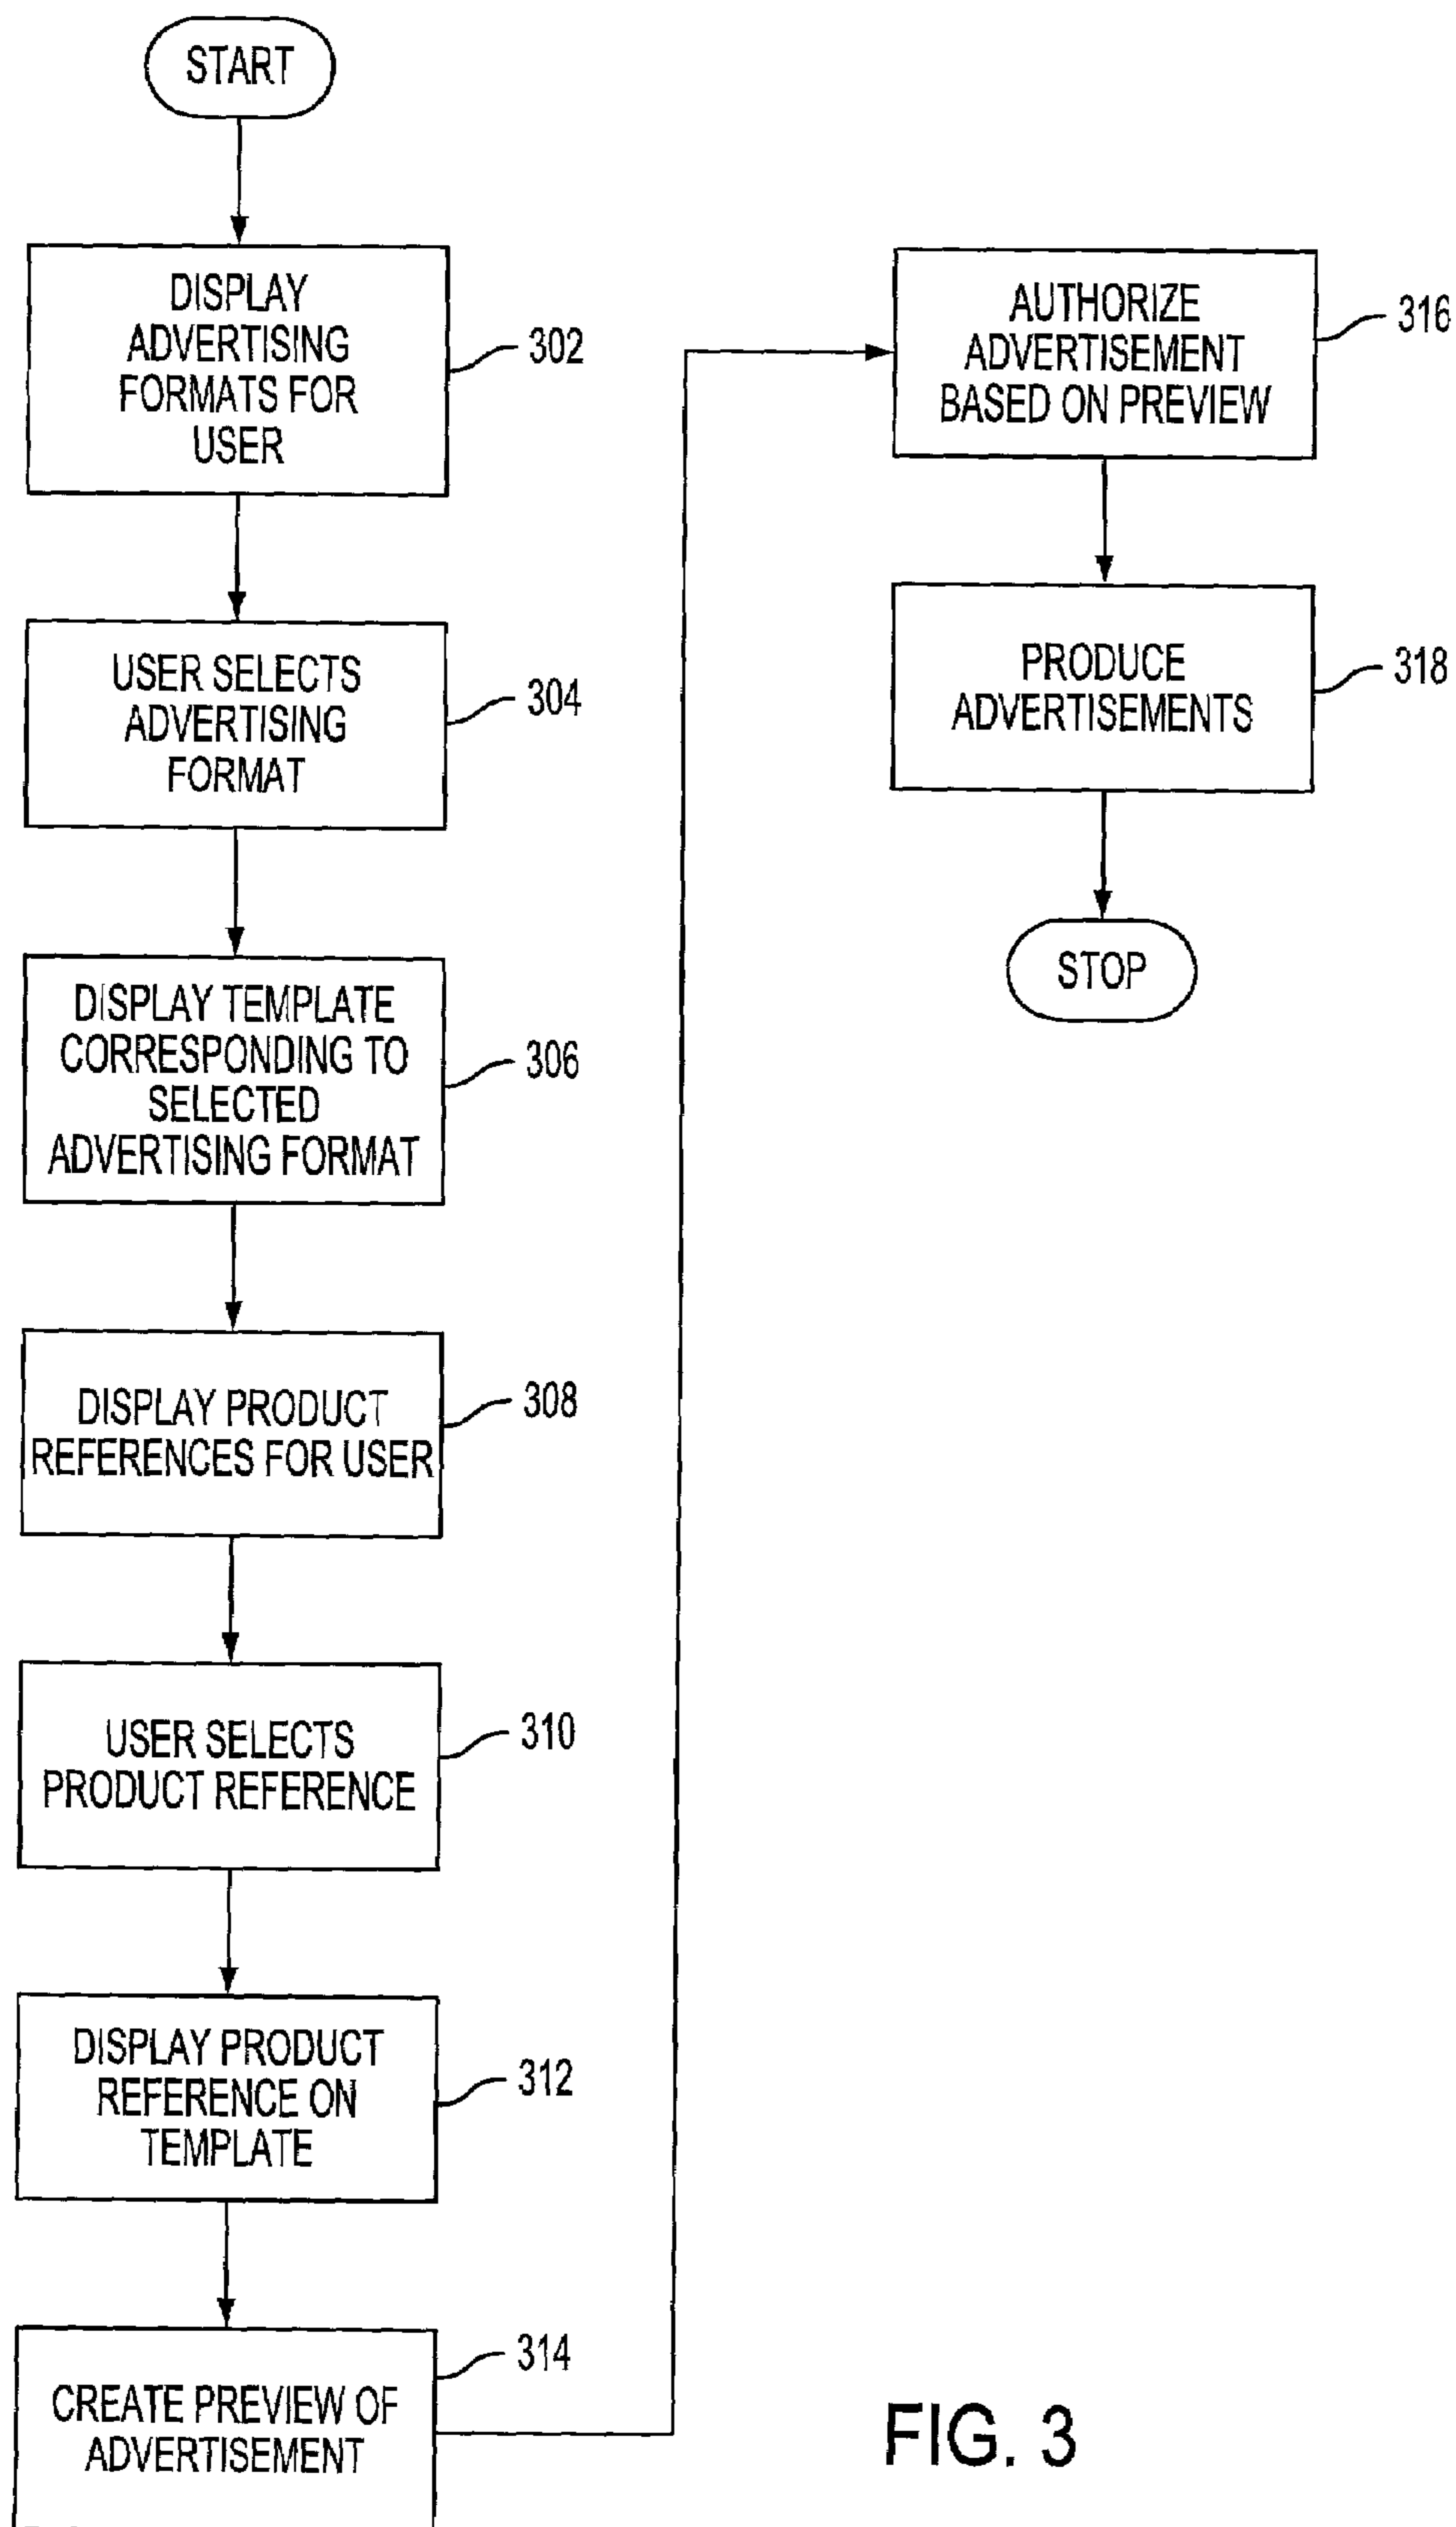 START
DISPLAY
ADVERTISING
FORMATS FOR
USER
302
USER SELECTS
ADVERTISING
FORMAT
304
DISPLAY TEMPLATE
CORRESPONDING TO
SELECTED
ADVERTISING FORMAT
306
DISPLAY PRODUCT
REFERENCES FOR USER
308
USER SELECTS
PRODUCT REFERENCE
310
DISPLAY PRODUCT
REFERENCE ON
TEMPLATE
312
CREATE PREVIEW OF
ADVERTISEMENT
314
AUTHORIZE
ADVERTISEMENT
BASED ON PREVIEW
316
PRODUCE
ADVERTISEMENTS
318
STOP
FIG. 3